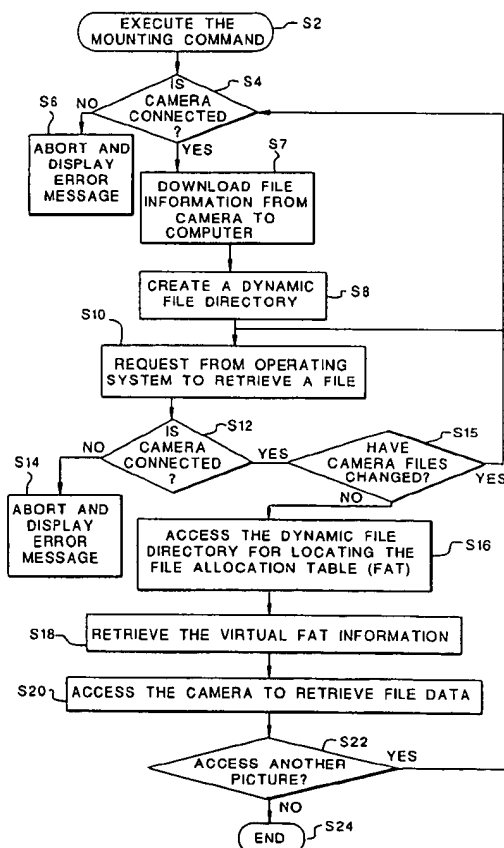 EXECUTE THE
MOUNTING COMMAND
S2
S4
IS
CAMERA
CONNECTED
?
NO
YES
S6
ABORT AND
DISPLAY
ERROR
MESSAGE
S7
DOWNLOAD FILE
INFORMATION FROM
CAMERA TO
COMPUTER
CREATE A DYNAMIC
FILE DIRECTORY
S8
S10
REQUEST FROM OPERATING
SYSTEM TO RETRIEVE A FILE
S12
IS
CAMERA
CONNECTED
?
NO
YES
S14
ABORT AND
DISPLAY
ERROR
MESSAGE
S15
HAVE
CAMERA FILES
CHANGED?
YES
NO
ACCESS THE DYNAMIC FILE
DIRECTORY FOR LOCATING THE
FILE ALLOCATION TABLE (FAT)
S16
S18
RETRIEVE THE VIRTUAL FAT INFORMATION
S20
ACCESS THE CAMERA TO RETRIEVE FILE DATA
S22
ACCESS ANOTHER
PICTURE?
YES
NO
END
S24